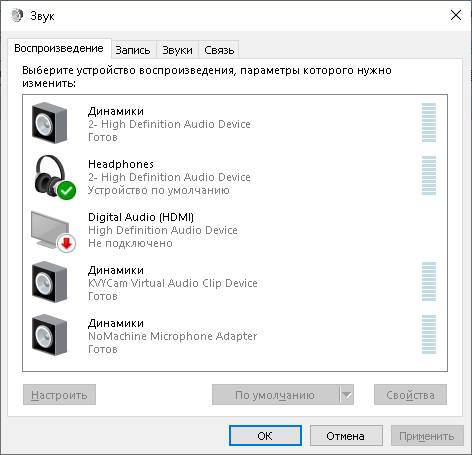 Звук
Воспроизведение Запись Звуки Связь
Выберите устройство воспроизведения, параметры которого нужно
изменить:
Динамики
2- High Definition Audio Device
Готов
Headphones
2- High Definition Audio Device
Устройство по умолчанию
Digital Audio (HDMI)
High Definition Audio Device
Не подключено
Динамики
KVYCam Virtual Audio Clip Device
Готов
Динамики
NoMachine Microphone Adapter
Готов
Настроить По умолчанию Свойства
ОК Отмена Применить